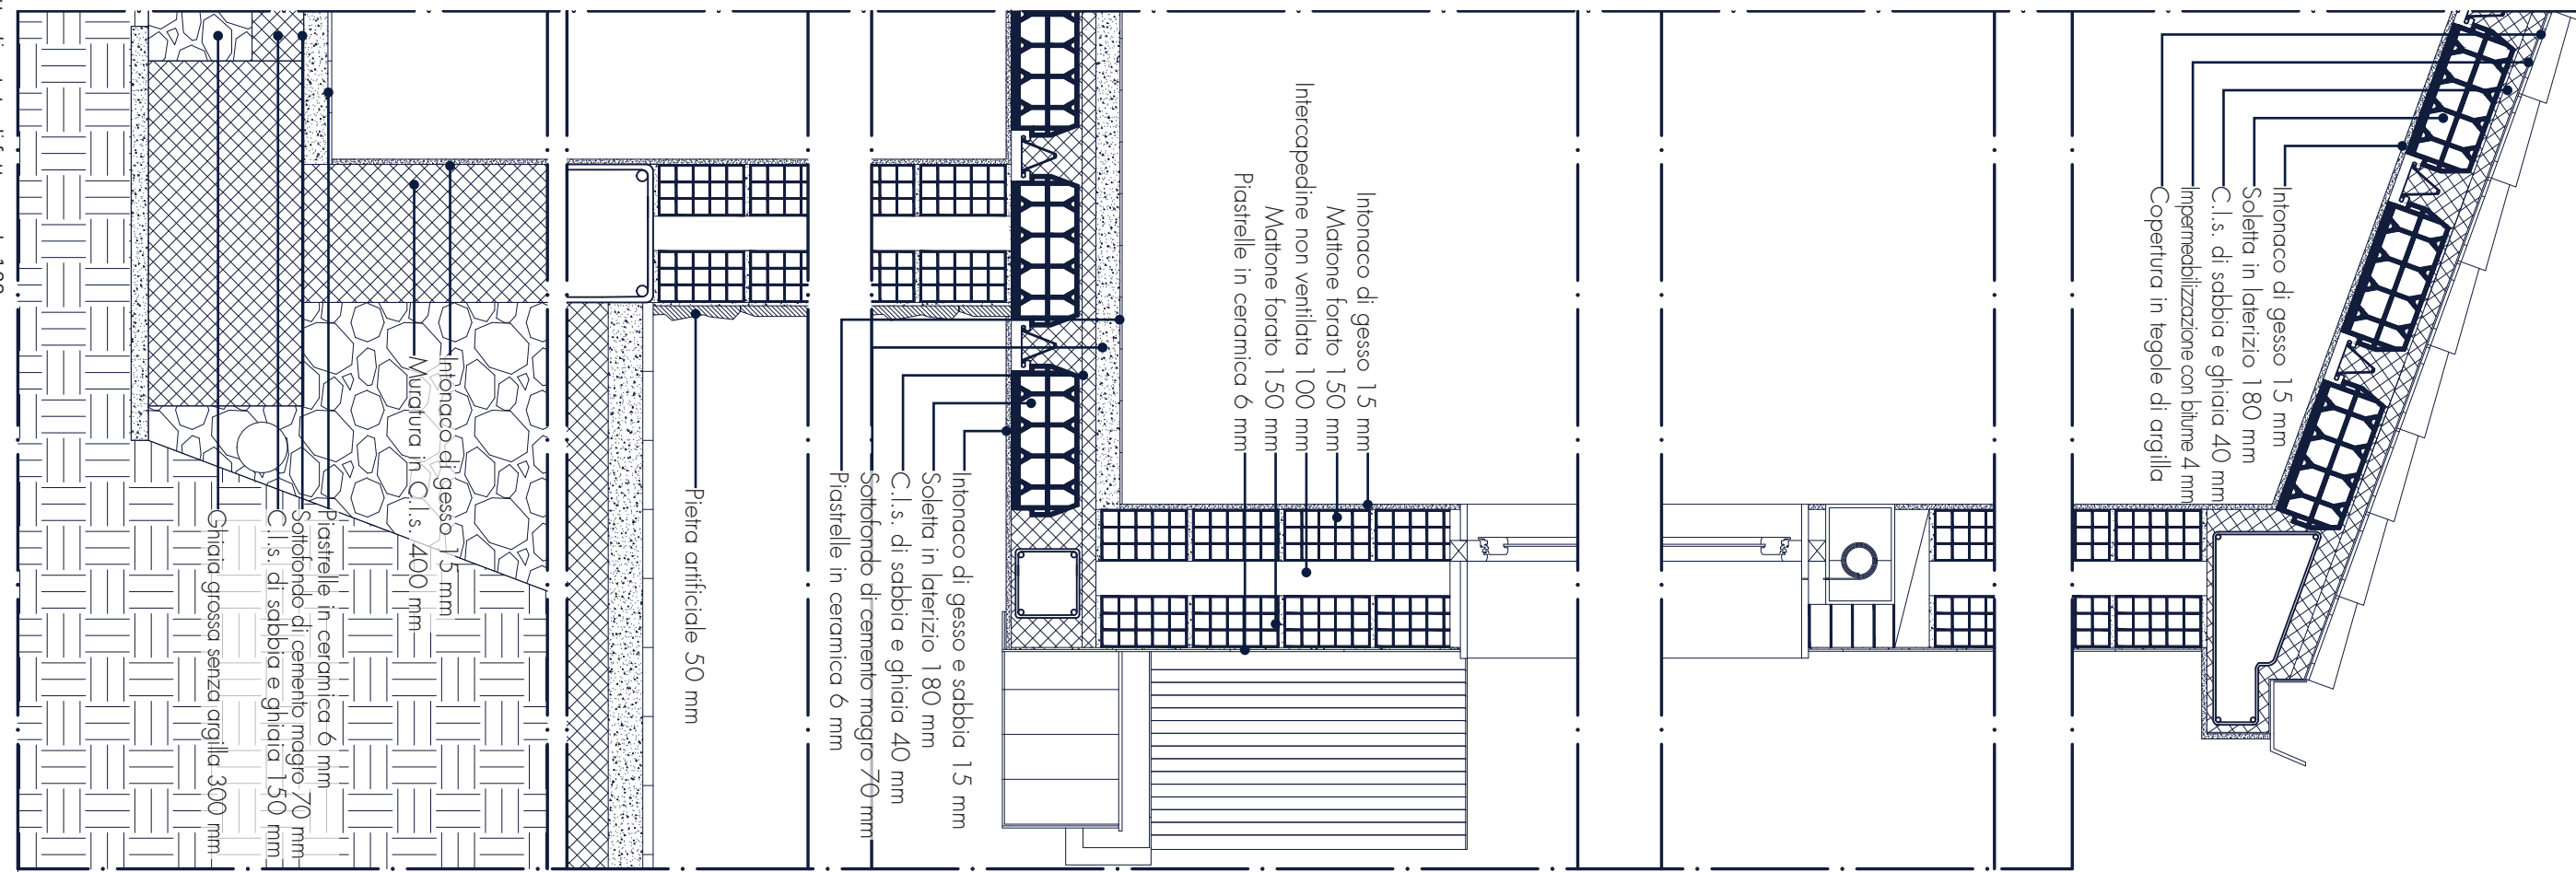 Intonaco di gesso 15 mm
Soletta in laterizio 180 mm
C.l.s. di sabbia e ghiaia 40 mm
Impermeabilizzazione con bitume 4 mm
Copertura in tegole di argilla
Intonaco di gesso 15 mm
Mattone forato 150 mm
Intercapedine non ventilata 100 mm
Mattone forato 150 mm
Piastrelle in ceramica 6 mm
Intonaco di gesso e sabbia 15 mm
Soletta in laterizio 180 mm
C.l.s. di sabbia e ghiaia 40 mm
Sottofondo di cemento magro 70 mm
Piastrelle in ceramica 6 mm
Pietra artificiale 50 mm
Intonaco di gesso 15 mm
Muratura in C.l.s. 400 mm
Piastrelle in ceramica 6 mm
Sottofondo di cemento magro 70 mm
C.l.s. di sabbia e ghiaia 150 mm
Ghiaia grossa senza argilla 300 mm